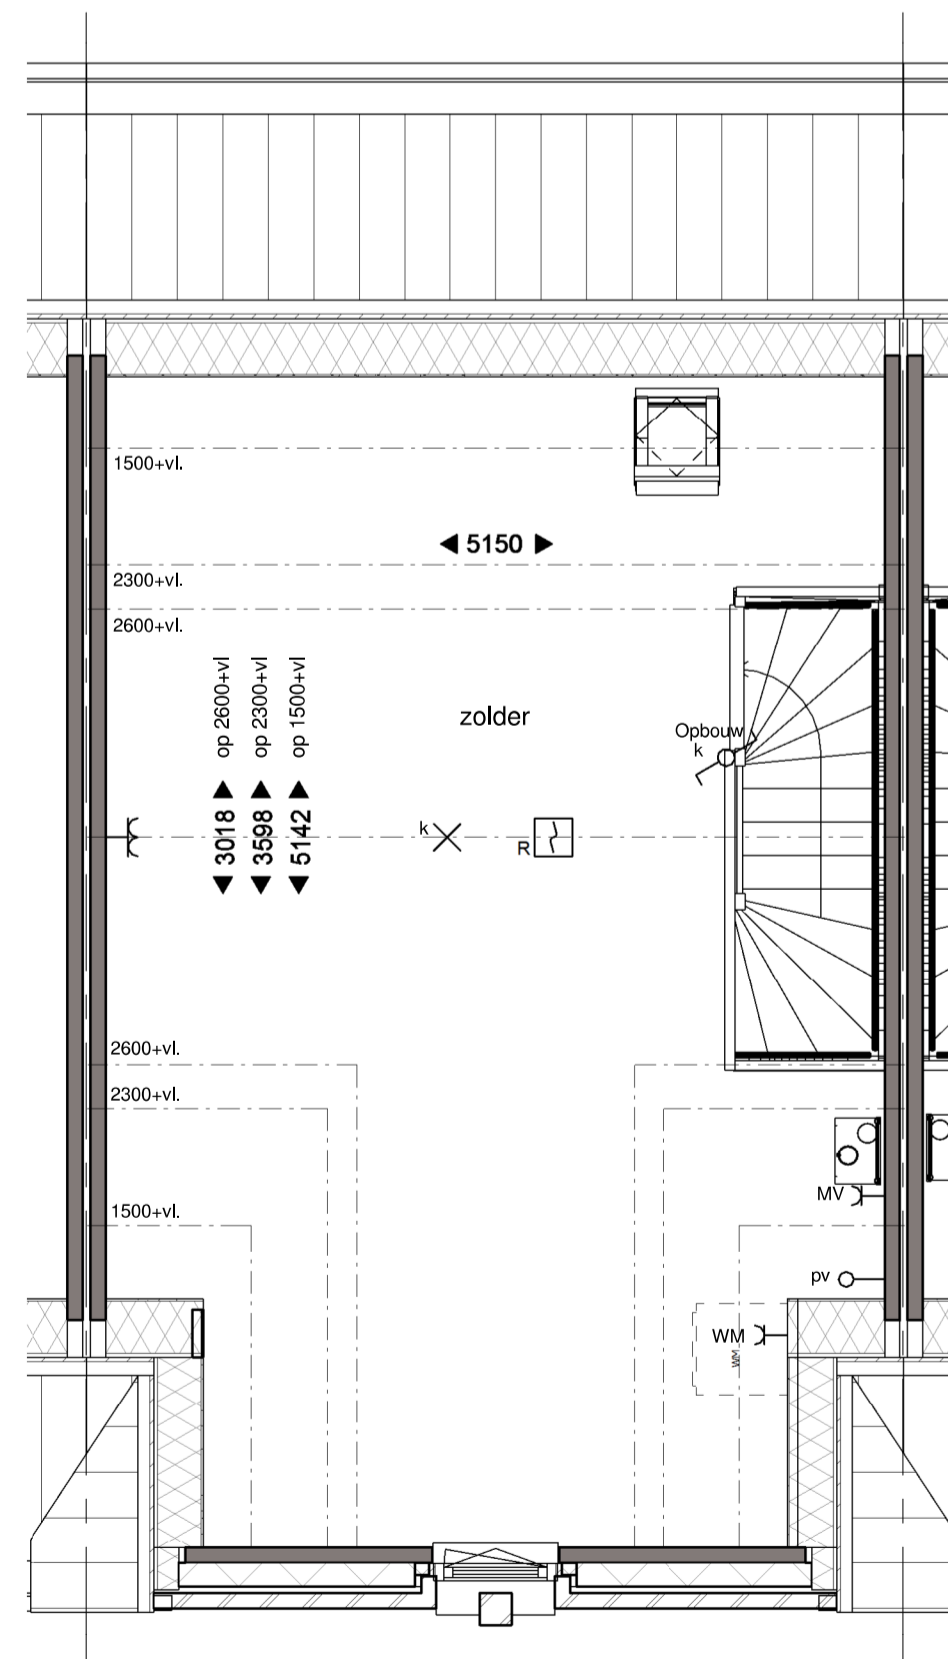 1500+vl.
5150
2300+vl.
2600+vl.
3018 op 2600+vl
3598 op 2300+vl
5142 op 1500+vl
zolder
Opbouw
k
k
R
2600+vl.
2300+vl.
1500+vl.
MV
pv
WM
WM